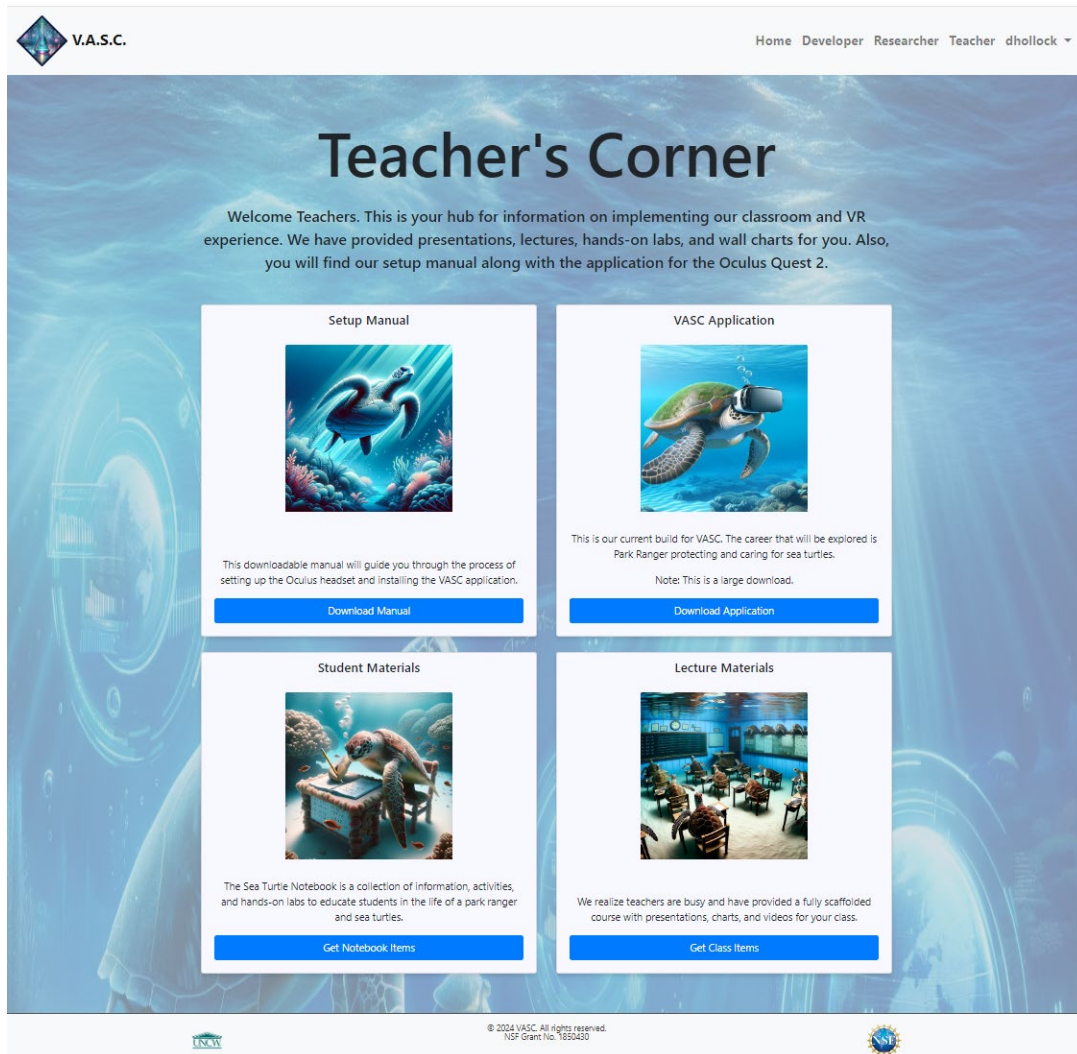 V.A.S.C.
Home Developer Researcher Teacher dhollock
Teacher's Corner
Welcome Teachers. This is your hub for information on implementing our classroom and VR
experience. We have provided presentations, lectures, hands-on labs, and wall charts for you. Also,
you will find our setup manual along with the application for the Oculus Quest 2.
Setup Manual
This downloadable manual will guide you through the process of
setting up the Oculus headset and installing the VASC application.
Download Manual
VASC Application
This is our current build for VASC. The career that will be explored is
Park Ranger protecting and caring for sea turtles.
Note: This is a large download.
Download Application
Student Materials
The Sea Turtle Notebook is a collection of information, activities,
and hands-on labs to educate students in the life of a park ranger
and sea turtles.
Get Notebook Items
Lecture Materials
We realize teachers are busy and have provided a fully scaffolded
course with presentations, charts, and videos for your class.
Get Class Items
UNCW
© 2024 VASC. All rights reserved.
NSF Grant No. 1850430
NSF